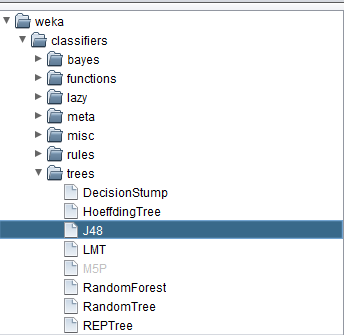 weka
classifiers
bayes
functions
lazy
meta
misc
rules
trees
DecisionStump
HoeffdingTree
J48
LMT
M5P
RandomForest
RandomTree
REPTree